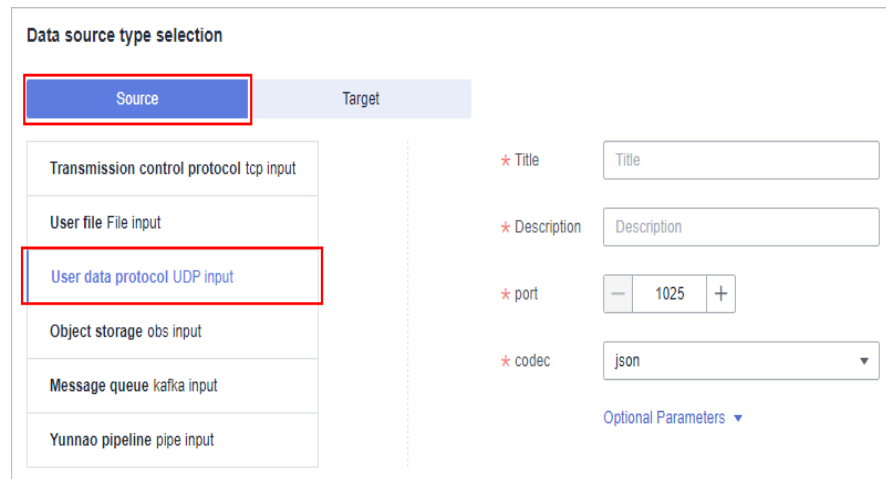 Data source type selection
Source
Target
Transmission control protocol tcp input
User file File input
User data protocol UDP input
Object storage obs input
Message queue kafka input
Yunnao pipeline pipe input
* Title
Title
* Description
Description
* port
— 1025 +
* codec
json
Optional Parameters